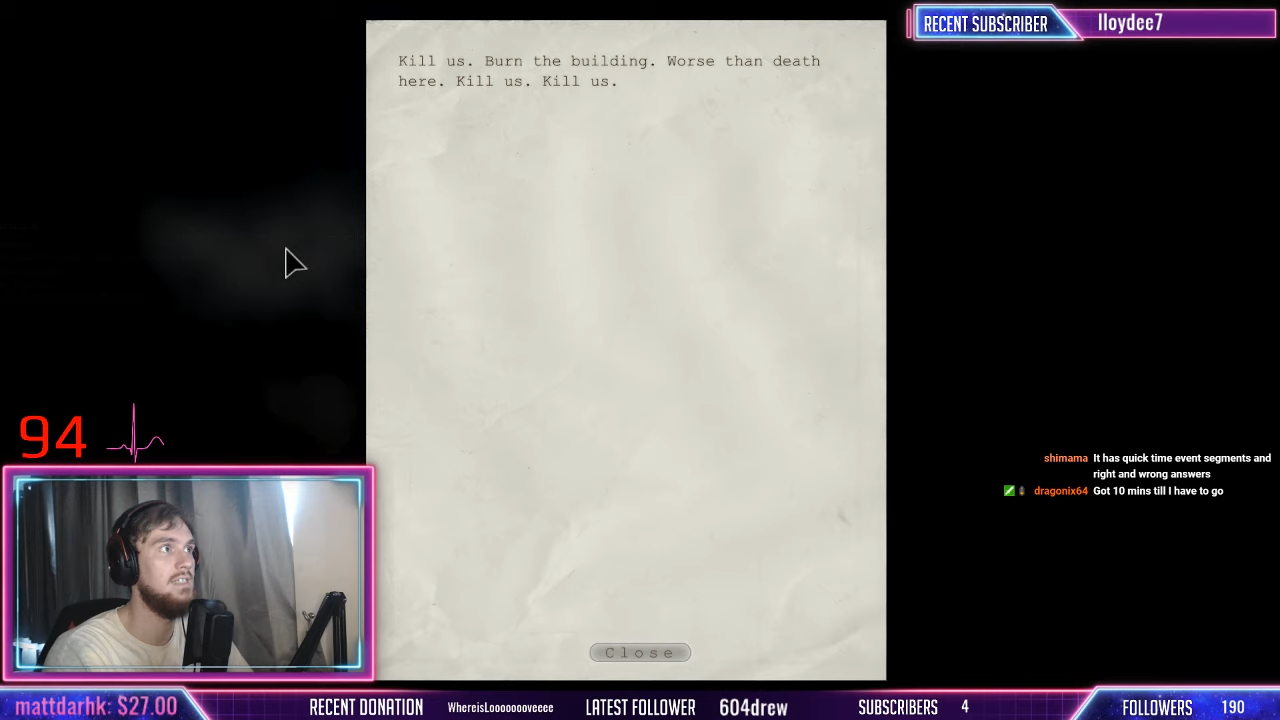 RECENT SUBSCRIBER
lloydee7
Kill us. Burn the building. Worse than death
here. Kill us. Kill us.
94
shimama It has quick time event segments and
right and wrong answers
dragonix64 Got 10 mins till I have to go
Close
mattdarhk: $27.00
RECENT DONATION
LATEST FOLLOWER
604drew
SUBSCRIBERS
4
FOLLOWERS
190